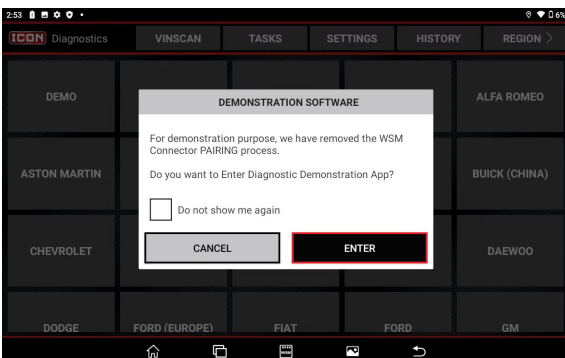 2:53
6%
ICON Diagnostics VINSCAN TASKS SETTINGS HISTORY REGION
DEMO
ALFA ROMEO
DEMONSTRATION SOFTWARE
For demonstration purpose, we have removed the WSM
Connector PAIRING process.
Do you want to Enter Diagnostic Demonstration App?
Do not show me again
CANCEL ENTER
ASTON MARTIN
BUICK (CHINA)
CHEVROLET
DAEWOO
DODGE FORD (EUROPE) FIAT FORD GM